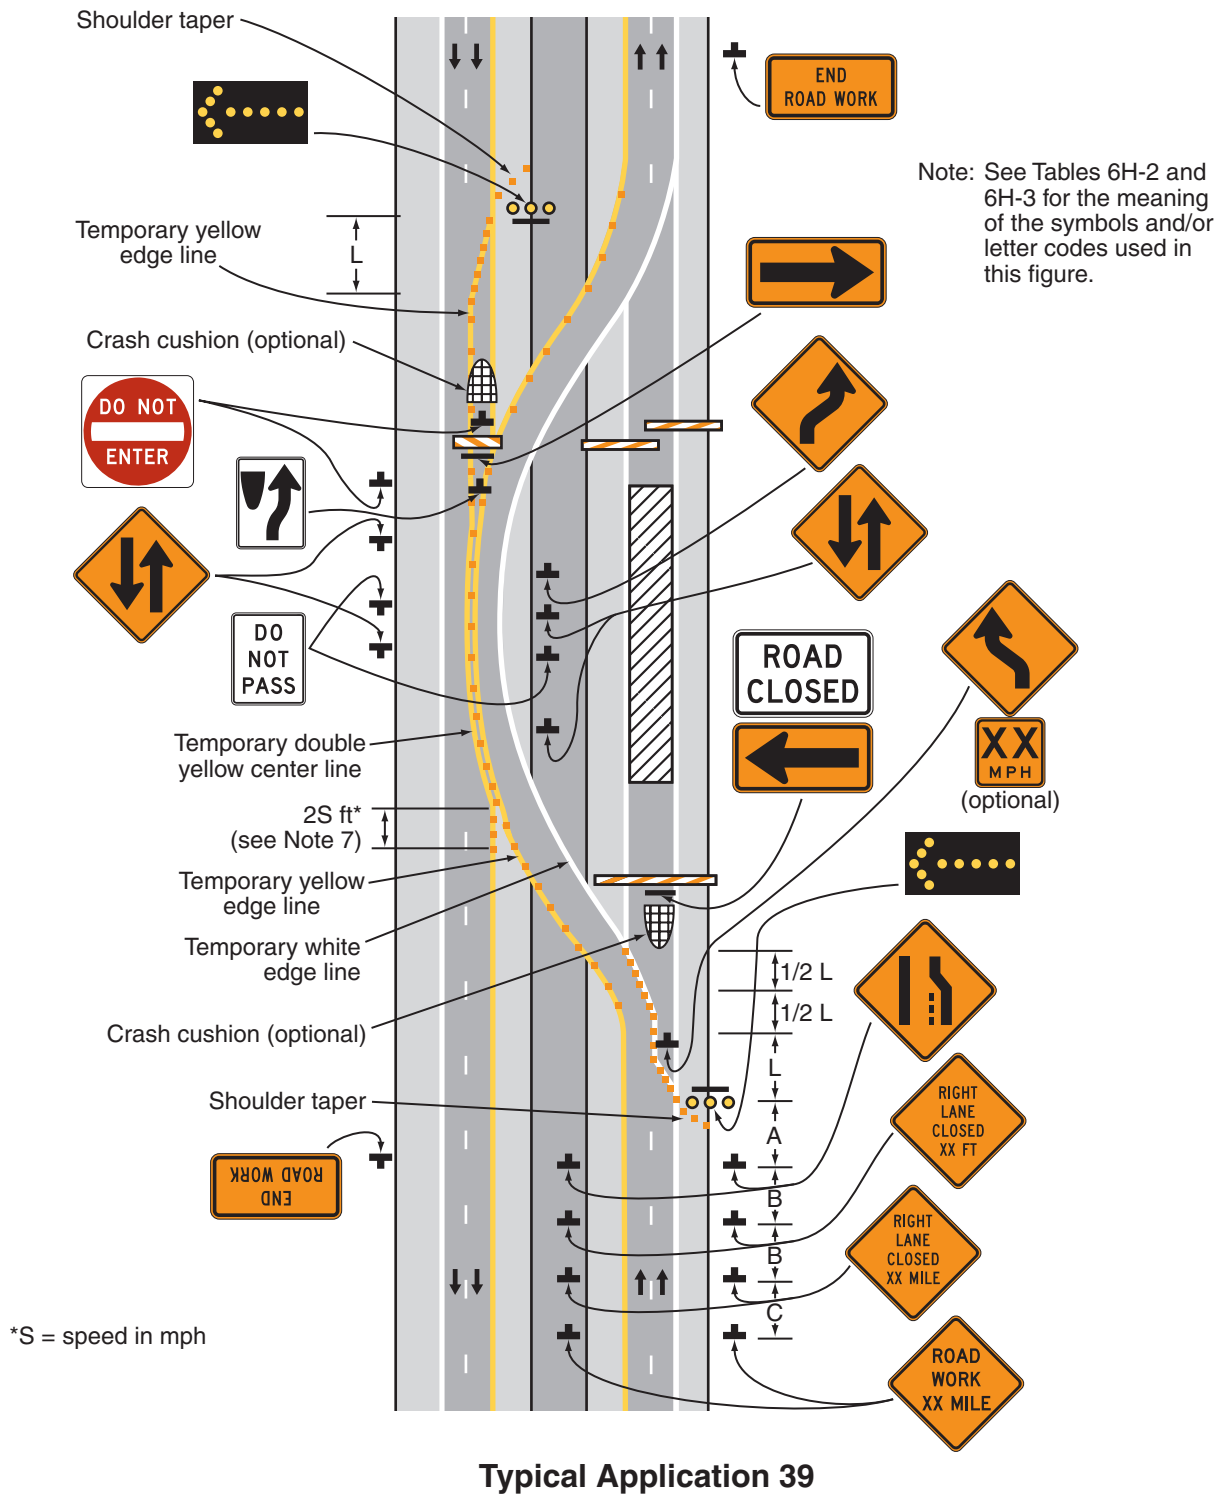 Shoulder taper
END
ROAD WORK
Note: See Tables 6H-2 and
6H-3 for the meaning
of the symbols and/or
letter codes used in
this figure.
Temporary yellow
edge line
L
Crash cushion (optional)
DO NOT
ENTER
DO
NOT
PASS
ROAD
CLOSED
XX
MPH
(optional)
Temporary double
yellow center line
2S ft*
(see Note 7)
Temporary yellow
edge line
Temporary white
edge line
Crash cushion (optional)
1/2 L
1/2 L
L
Shoulder taper
A
RIGHT
LANE
CLOSED
XX FT
END
ROAD WORK
B
RIGHT
LANE
CLOSED
XX MILE
B
C
*S = speed in mph
ROAD
WORK
XX MILE
Typical Application 39